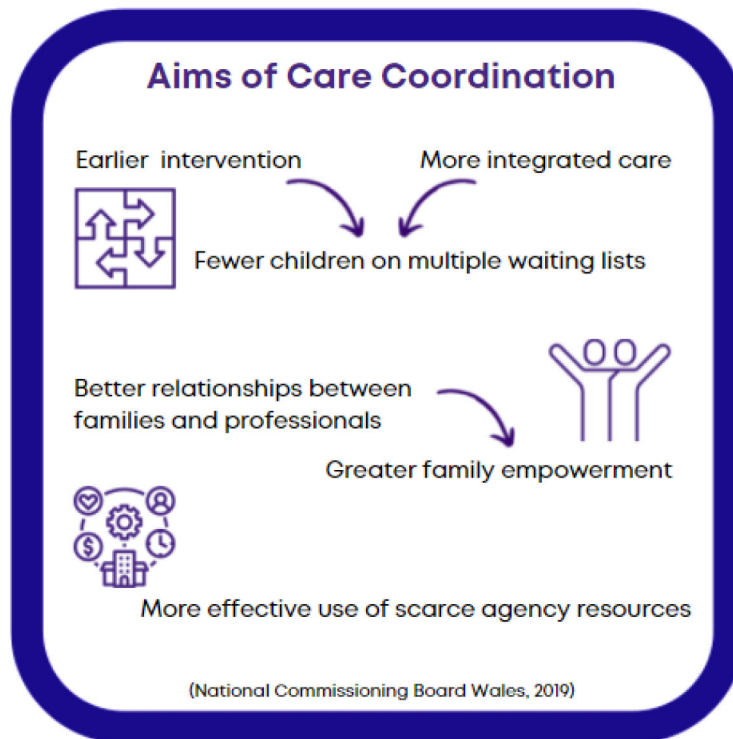 Aims of Care Coordination
Earlier intervention
More integrated care
Fewer children on multiple waiting lists
Better relationships between
families and professionals
Greater family empowerment
$
More effective use of scarce agency resources
(National Commissioning Board Wales, 2019)